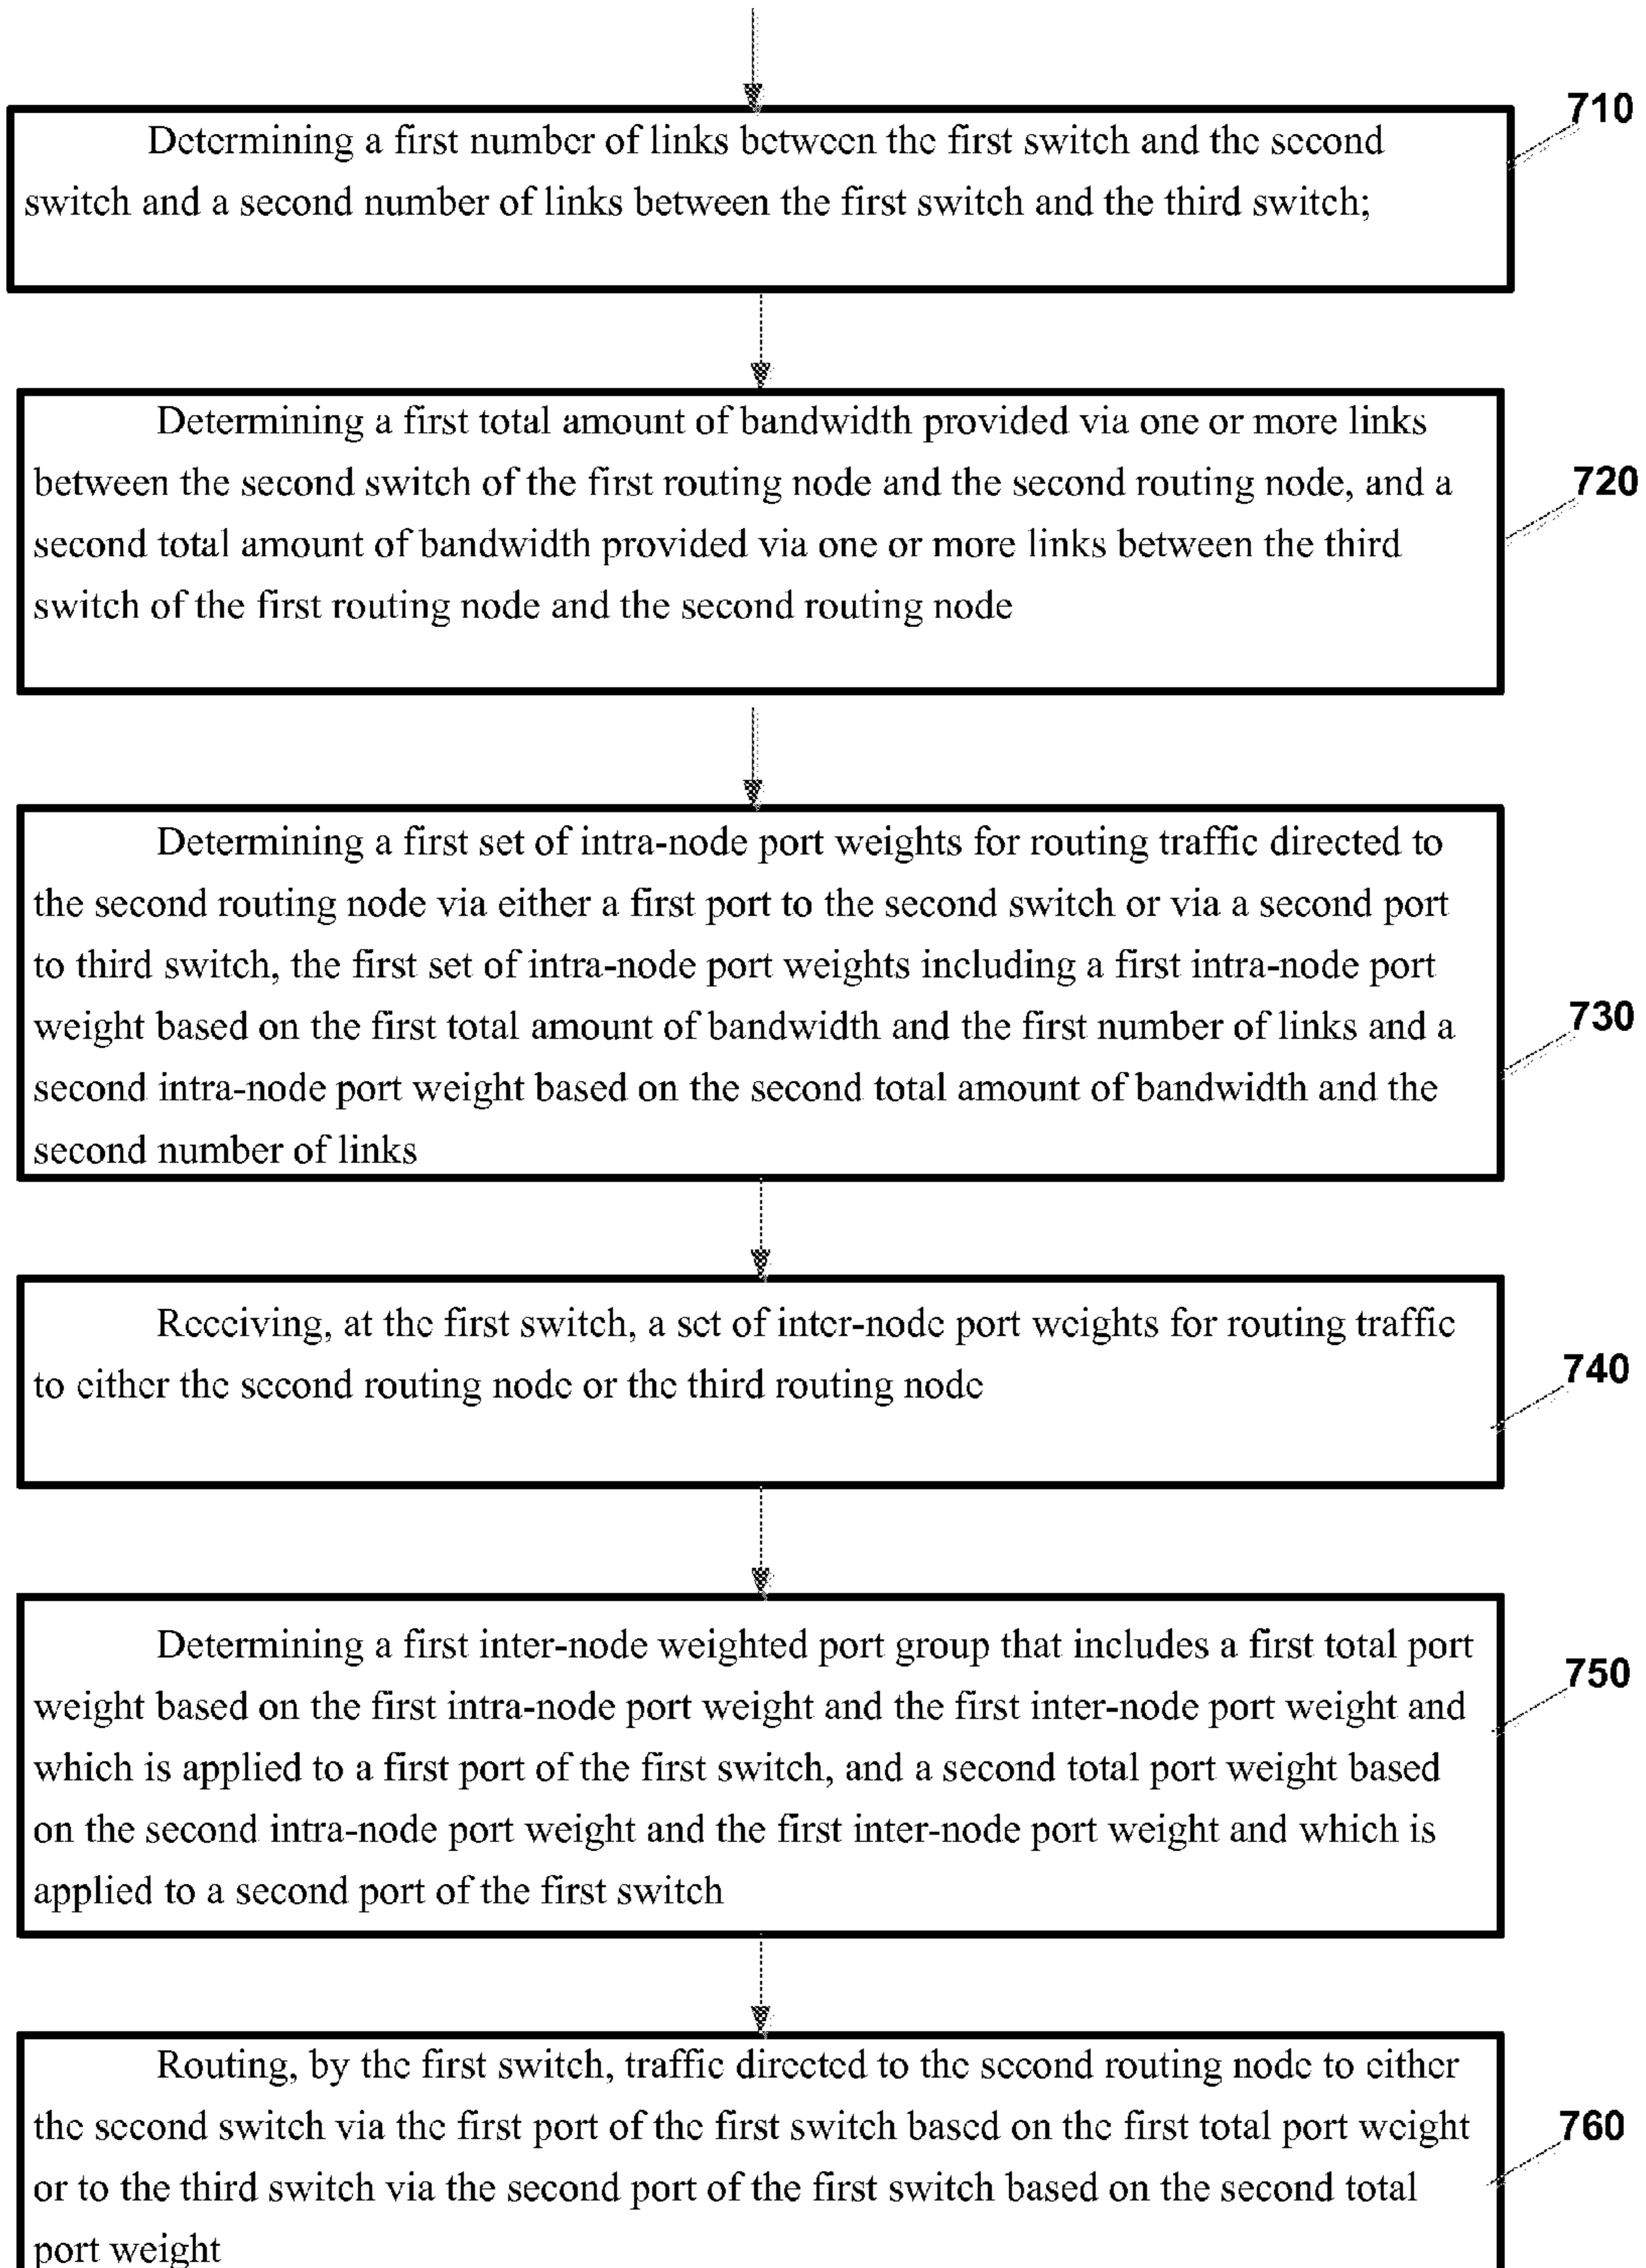 710
Determining a first number of links between the first switch and the second
switch and a second number of links between the first switch and the third switch;
Determining a first total amount of bandwidth provided via one or more links
between the second switch of the first routing node and the second routing node, and a
second total amount of bandwidth provided via one or more links between the third
switch of the first routing node and the second routing node
720
Determining a first set of intra-node port weights for routing traffic directed to
the second routing node via either a first port to the second switch or via a second port
to third switch, the first set of intra-node port weights including a first intra-node port
weight based on the first total amount of bandwidth and the first number of links and a
second intra-node port weight based on the second total amount of bandwidth and the
second number of links
730
Receiving, at the first switch, a set of inter-node port weights for routing traffic
to either the second routing node or the third routing node
740
Determining a first inter-node weighted port group that includes a first total port
weight based on the first intra-node port weight and the first inter-node port weight and
which is applied to a first port of the first switch, and a second total port weight based
on the second intra-node port weight and the first inter-node port weight and which is
applied to a second port of the first switch
750
Routing, by the first switch, traffic directed to the second routing node to either
the second switch via the first port of the first switch based on the first total port weight
or to the third switch via the second port of the first switch based on the second total
port weight
760